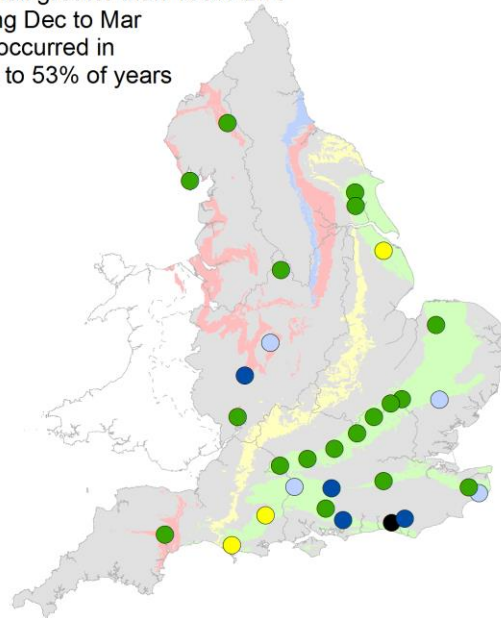 ng Dec to Mar
occurred in
to 53% of years